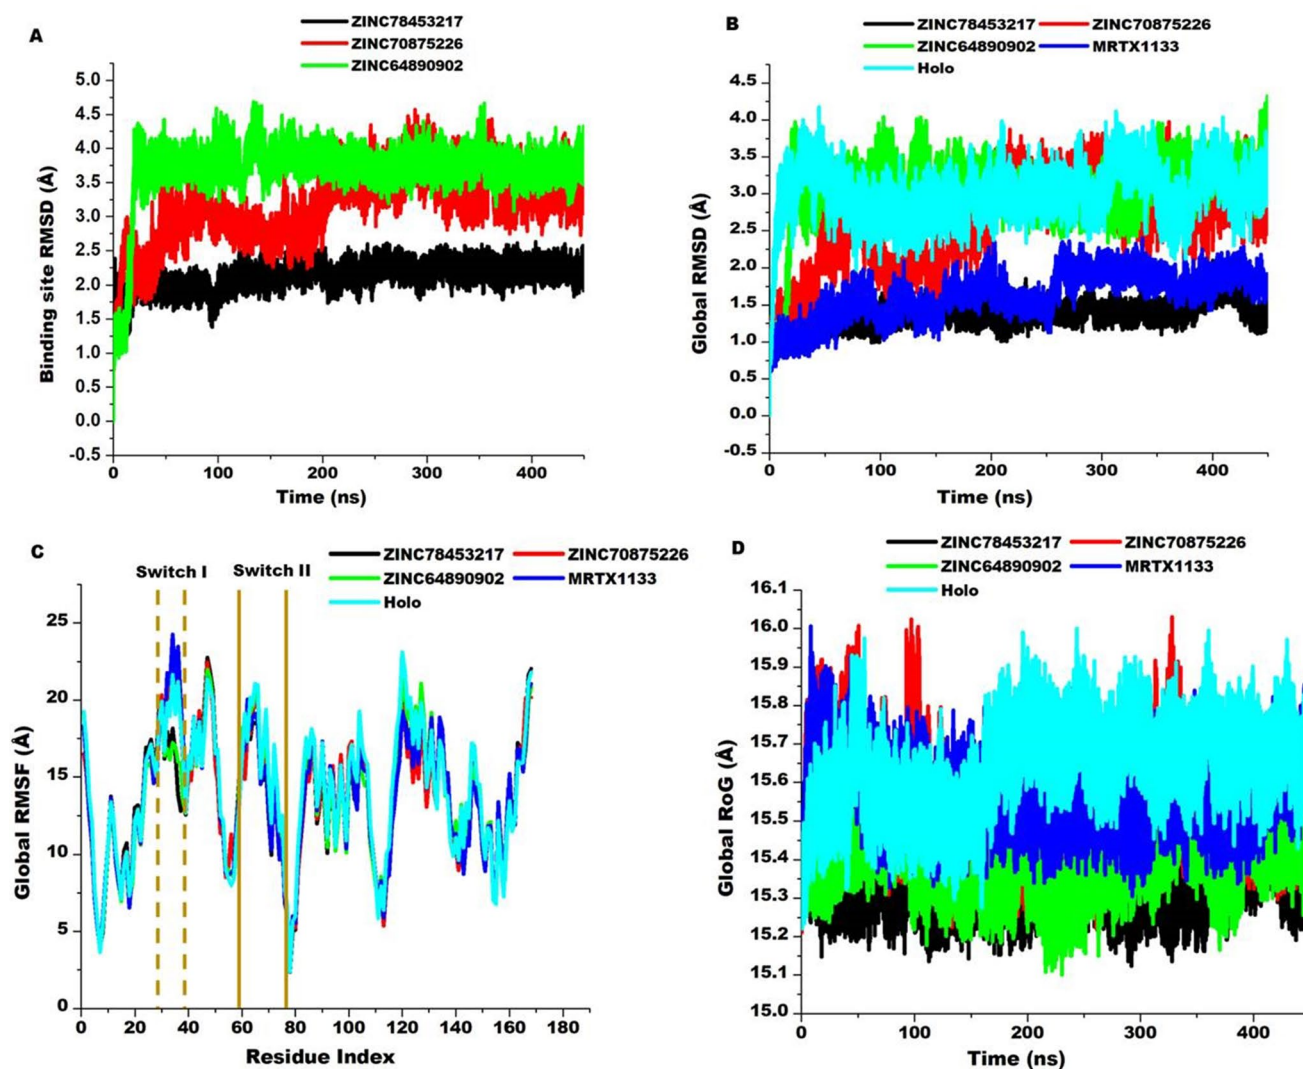 A
ZINC78453217
ZINC70875226
ZINC64890902
Binding site RMSD (Å)
5.0
4.5
4.0
3.5
3.0
2.5
2.0
1.5
1.0
0.5
0.0
-0.5
0 100 200 300 400
Time (ns)
B
ZINC78453217 ZINC70875226
ZINC64890902 MRTX1133
Holo
Global RMSD (Å)
4.5
4.0
3.5
3.0
2.5
2.0
1.5
1.0
0.5
0.0
-0.5
0 100 200 300 400
Time (ns)
C
ZINC78453217 ZINC70875226
ZINC64890902 MRTX1133
Holo
Switch I Switch II
Global RMSF (Å)
25
20
15
10
5
0
0 20 40 60 80 100 120 140 160 180
Residue Index
D
ZINC78453217 ZINC70875226
ZINC64890902 MRTX1133
Holo
Global RoG (Å)
16.1
16.0
15.9
15.8
15.7
15.6
15.5
15.4
15.3
15.2
15.1
15.0
0 100 200 300 400
Time (ns)